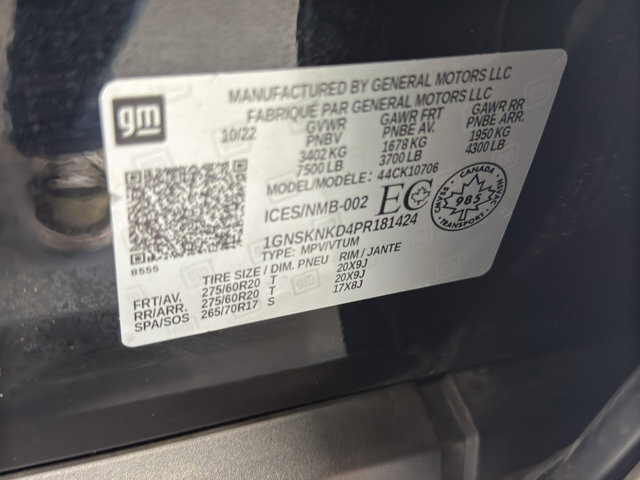 gm
MANUFACTURED BY GENERAL MOTORS LLC
FABRIQUÉ PAR GENERAL MOTORS LLC
10/22 GVWR GAWR FRT GAWR RR
PNBV PNBE AV. PNBE ARR.
3402 KG 1678 KG 1950 KG
7500 LB 3700 LB 4300 LB
MODEL/MODÈLE: 44CK10706
ICES/NMB-002 EC
CANADA
985
1GNSKNKD4PR181424
TYPE: MPV/VTUM
B555
TIRE SIZE / DIM. PNEU RIM / JANTE
FRT/AV. 275/60R20 T 20X9J
RR/ARR. 275/60R20 T 20X9J
SPA/SOS 265/70R17 S 17X8J